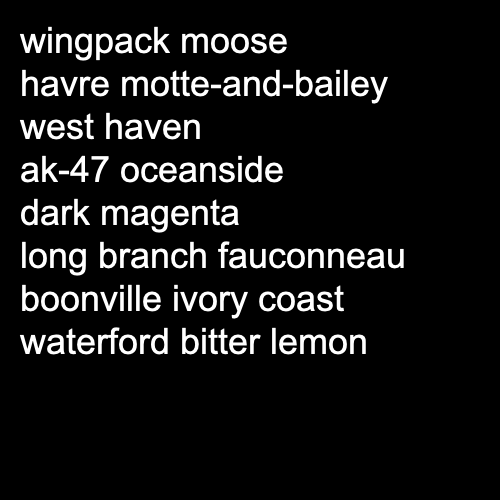 wingpack moose
havre motte-and-bailey
west haven
ak-47 oceanside
dark magenta
long branch fauconneau
boonville ivory coast
waterford bitter lemon